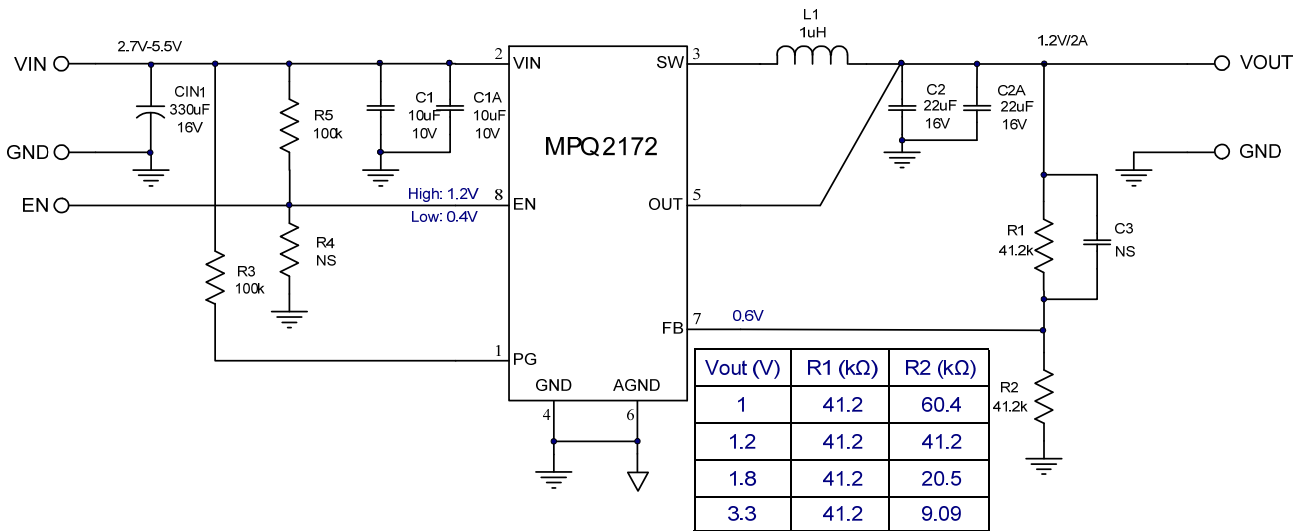 L1
1uH
2.7V-5.5V
1.2V/2A
VIN
2
VIN
SW
3
VOUT
CIN1
330uF
16V
R5
100k
C1
10uF
10V
C1A
10uF
10V
C2
22uF
16V
C2A
22uF
16V
MPQ2172
GND
GND
EN
High: 1.2V
Low: 0.4V
8
EN
OUT
5
R4
NS
R1
41.2k
C3
NS
R3
100k
FB
7
0.6V
1
PG
GND
AGND
4
6
R2
41.2k
Vout (V) R1 (kΩ) R2 (kΩ)
1 41.2 60.4
1.2 41.2 41.2
1.8 41.2 20.5
3.3 41.2 9.09